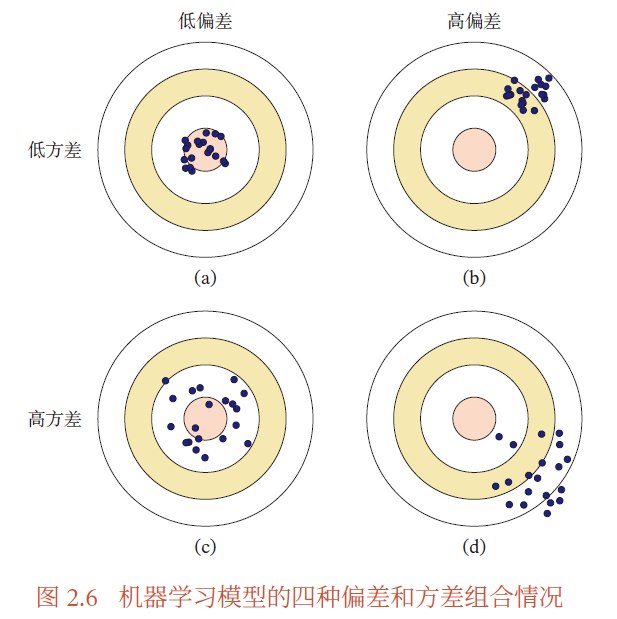 低偏差
高偏差
低方差
(a)
(b)
高方差
(c)
(d)
图 2.6 机器学习模型的四种偏差和方差组合情况